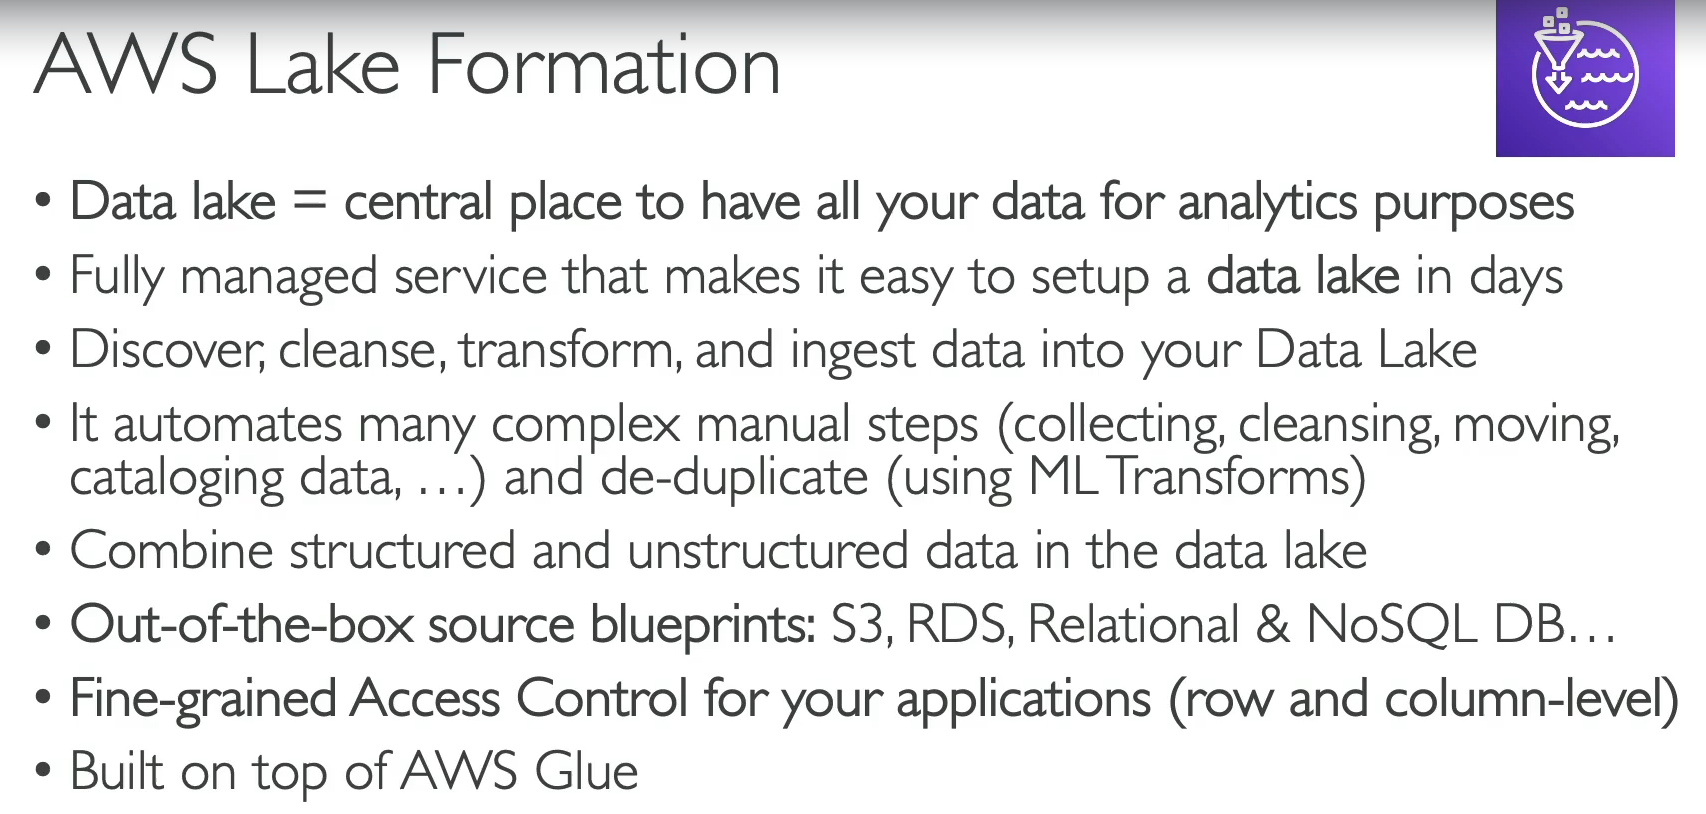 AWS Lake Formation
• Data lake = central place to have all your data for analytics purposes
• Fully managed service that makes it easy to setup a data lake in days
• Discover, cleanse, transform, and ingest data into your Data Lake
• It automates many complex manual steps (collecting, cleansing, moving,
cataloging data, …) and de-duplicate (using ML Transforms)
• Combine structured and unstructured data in the data lake
• Out-of-the-box source blueprints: S3, RDS, Relational & NoSQL DB…
• Fine-grained Access Control for your applications (row and column-level)
• Built on top of AWS Glue